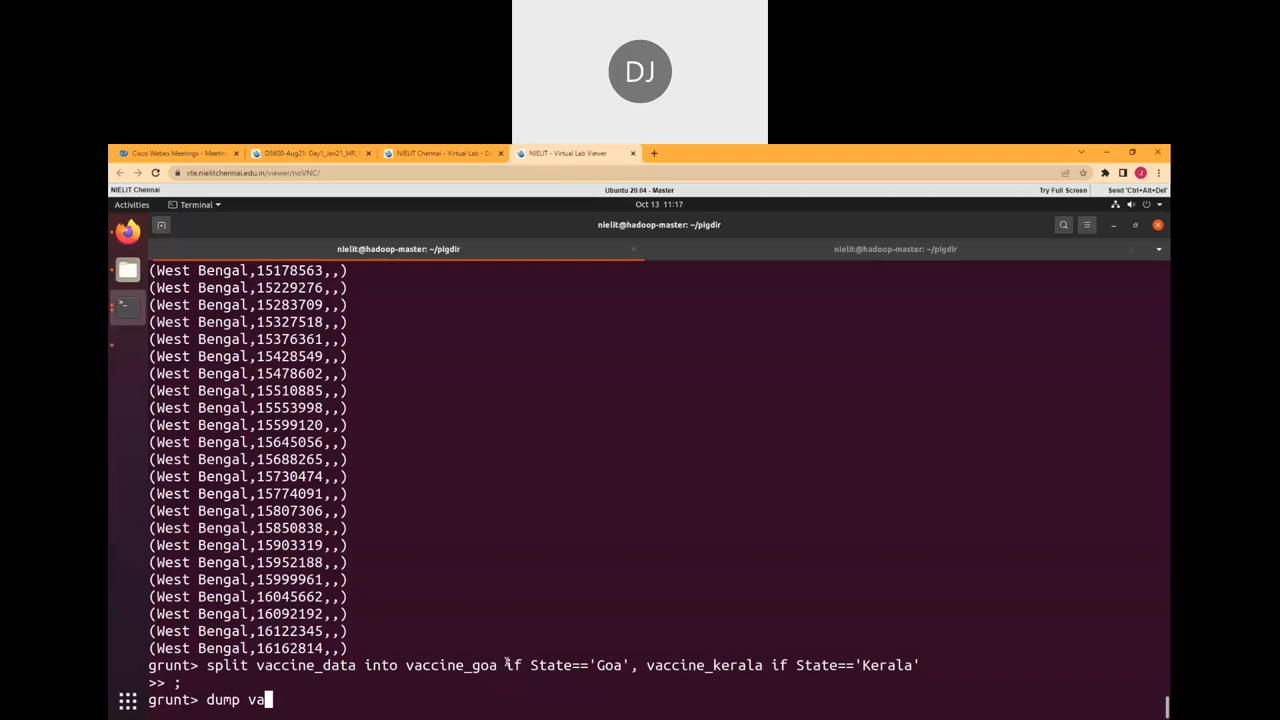 DJ
Cisco Webex Meetings - Meetin
DS600-Aug21: Day1_Jan21_MR_
NIELIT Chennai - Virtual Lab - D
NIELIT - Virtual Lab Viewer
vte.nielitchennai.edu.in/viewer/noVNC/
NIELIT Chennai Ubuntu 20.04 - Master Try Full Screen Send 'Ctrl+Alt+Del'
Activities Terminal Oct 13 11:17
nielit@hadoop-master: ~/pigdir
nielit@hadoop-master: ~/pigdir nielit@hadoop-master: ~/pigdir
(West Bengal,15178563,,)
(West Bengal,15229276,,)
(West Bengal,15283709,,)
(West Bengal,15327518,,)
(West Bengal,15376361,,)
(West Bengal,15428549,,)
(West Bengal,15478602,,)
(West Bengal,15510885,,)
(West Bengal,15553998,,)
(West Bengal,15599120,,)
(West Bengal,15645056,,)
(West Bengal,15688265,,)
(West Bengal,15730474,,)
(West Bengal,15774091,,)
(West Bengal,15807306,,)
(West Bengal,15850838,,)
(West Bengal,15903319,,)
(West Bengal,15952188,,)
(West Bengal,15999961,,)
(West Bengal,16045662,,)
(West Bengal,16092192,,)
(West Bengal,16122345,,)
(West Bengal,16162814,,)
grunt> split vaccine_data into vaccine_goa if State=='Goa', vaccine_kerala if State=='Kerala'
>> ;
grunt> dump va